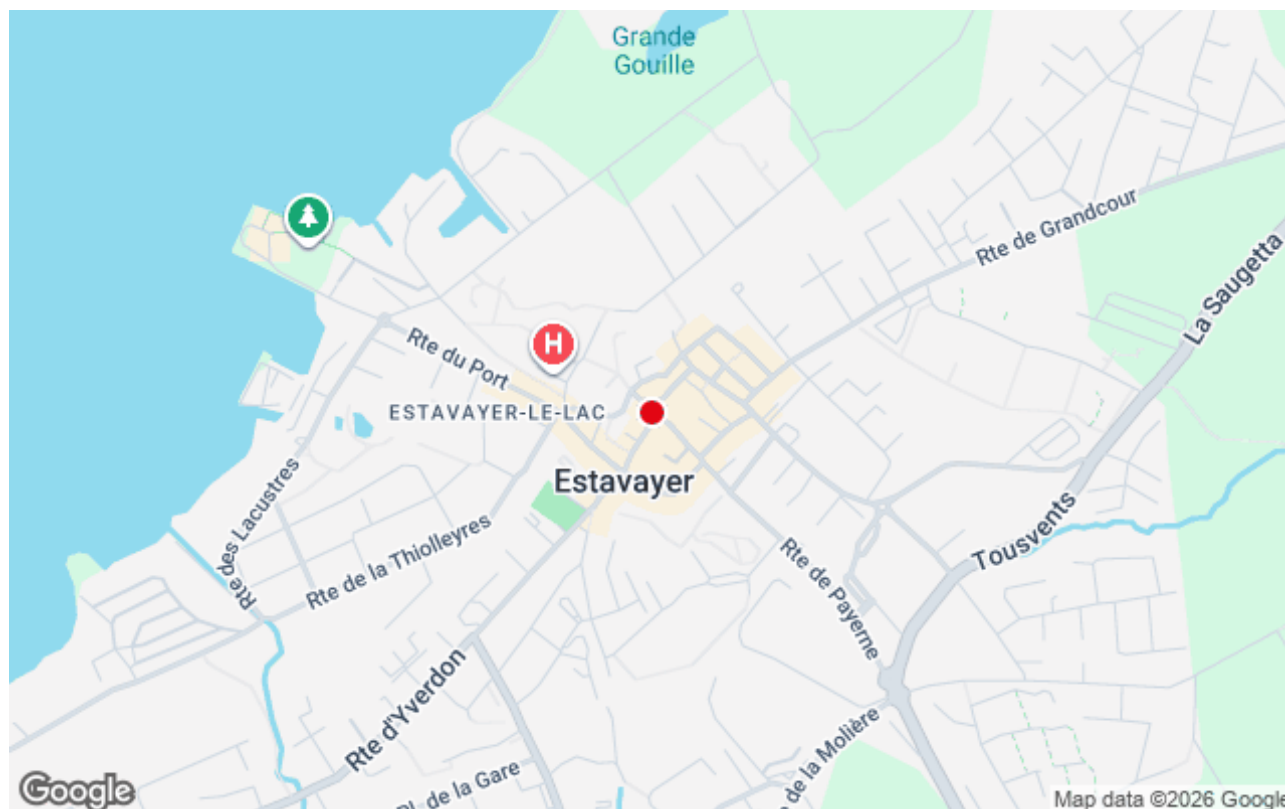 Grande
Gouille
Rte de Grandcour
La Saugetta
H
Rte du Port
ESTAVAYER-LE-LAC
Estavayer
Rte des Lacustres
Rte de la Thiolleyres
Tousvents
Rte de Payerne
Rte d'Yverdon
de la Molière
Pl. de la Gare
Google
Map data ©2026 Google